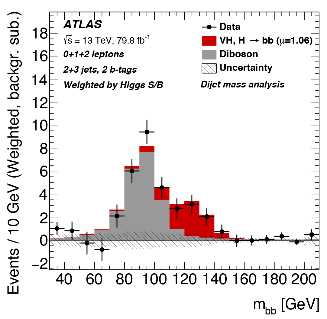 ATLAS
√s = 13 TeV, 79.8 fb⁻¹
0+1+2 leptons
2+3 jets, 2 b-tags
Weighted by Higgs S/B
Data
VH, H → bb (μ=1.06)
Diboson
Uncertainty
Dijet mass analysis
Events / 10 GeV (Weighted, backgr. sub.)
18
16
14
12
10
8
6
4
2
0
−2
40 60 80 100 120 140 160 180 200
m_bb [GeV]